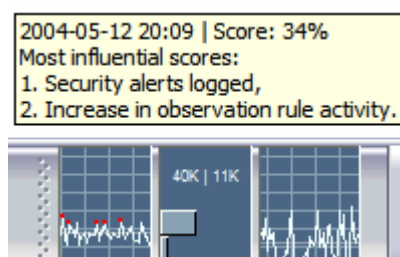 2004-05-12 20:09 | Score: 34%
Most influential scores:
1. Security alerts logged,
2. Increase in observation rule activity.
40K | 11K